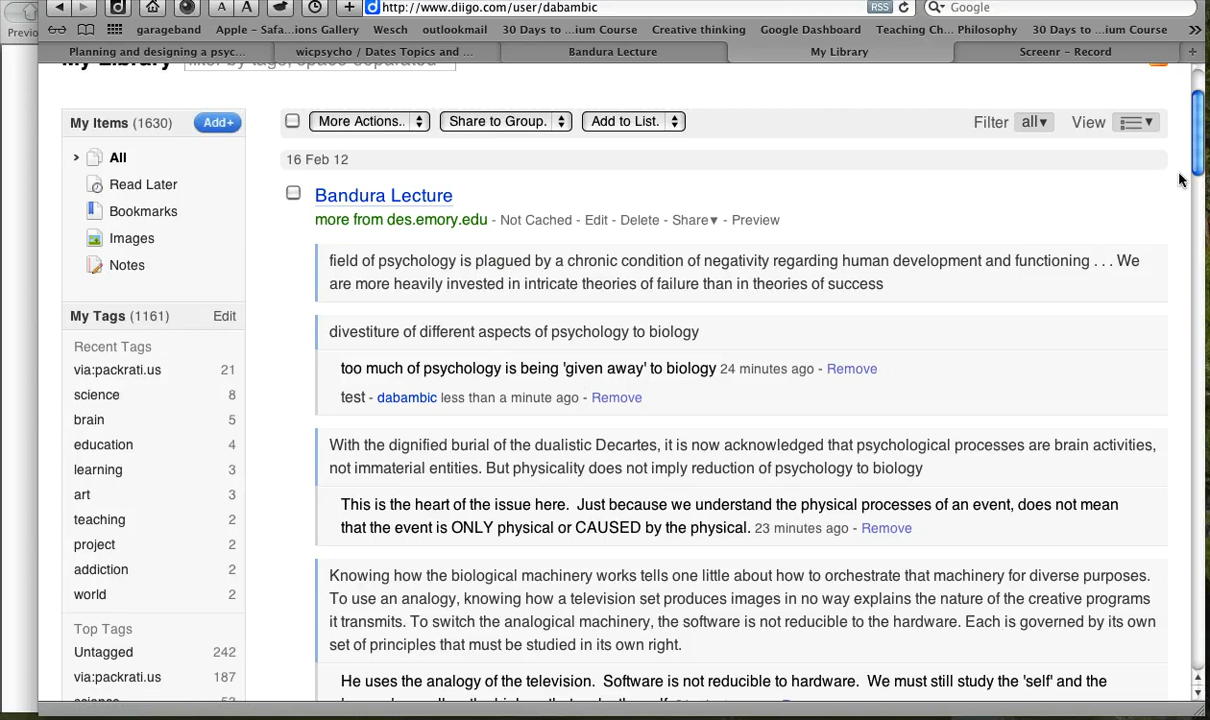 Previo
A A
http://www.diigo.com/user/dabambic
RSS
Google
garageband Apple - Safa...ions Gallery Wesch outlookmail 30 Days to ...ium Course Creative thinking Google Dashboard Teaching Ch... Philosophy 30 Days to ...ium Course
Planning and designing a psyc... wicpsycho / Dates Topics and ... Bandura Lecture My Library Screenr - Record
My Library filter by tags, space separated
My Items (1630) Add+
All
Read Later
Bookmarks
Images
Notes
My Tags (1161) Edit
Recent Tags
via:packrati.us 21
science 8
brain 5
education 4
learning 3
art 3
teaching 2
project 2
addiction 2
world 2
Top Tags
Untagged 242
via:packrati.us 187
More Actions.. Share to Group. Add to List. Filter all▾ View
16 Feb 12
Bandura Lecture
more from des.emory.edu - Not Cached - Edit - Delete - Share▾ - Preview
field of psychology is plagued by a chronic condition of negativity regarding human development and functioning . . . We
are more heavily invested in intricate theories of failure than in theories of success
divestiture of different aspects of psychology to biology
too much of psychology is being 'given away' to biology 24 minutes ago - Remove
test - dabambic less than a minute ago - Remove
With the dignified burial of the dualistic Decartes, it is now acknowledged that psychological processes are brain activities,
not immaterial entities. But physicality does not imply reduction of psychology to biology
This is the heart of the issue here. Just because we understand the physical processes of an event, does not mean
that the event is ONLY physical or CAUSED by the physical. 23 minutes ago - Remove
Knowing how the biological machinery works tells one little about how to orchestrate that machinery for diverse purposes.
To use an analogy, knowing how a television set produces images in no way explains the nature of the creative programs
it transmits. To switch the analogical machinery, the software is not reducible to the hardware. Each is governed by its own
set of principles that must be studied in its own right.
He uses the analogy of the television. Software is not reducible to hardware. We must still study the 'self' and the